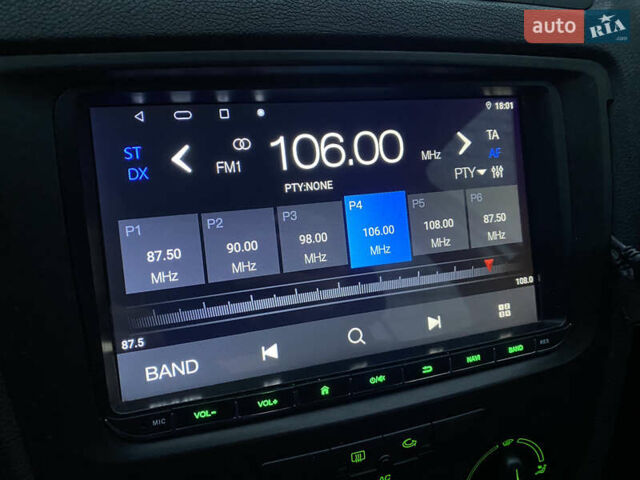 auto RIA
.com
18:01
ST
DX
FM1
106.00
MHz
TA
AF
PTY
PTY:NONE
P1
87.50
MHz
P2
90.00
MHz
P3
98.00
MHz
P4
106.00
MHz
P5
108.00
MHz
P6
87.50
MHz
87.5
108.0
BAND
MIC
VOL-
VOL+
NAVI
BAND
RES
AC